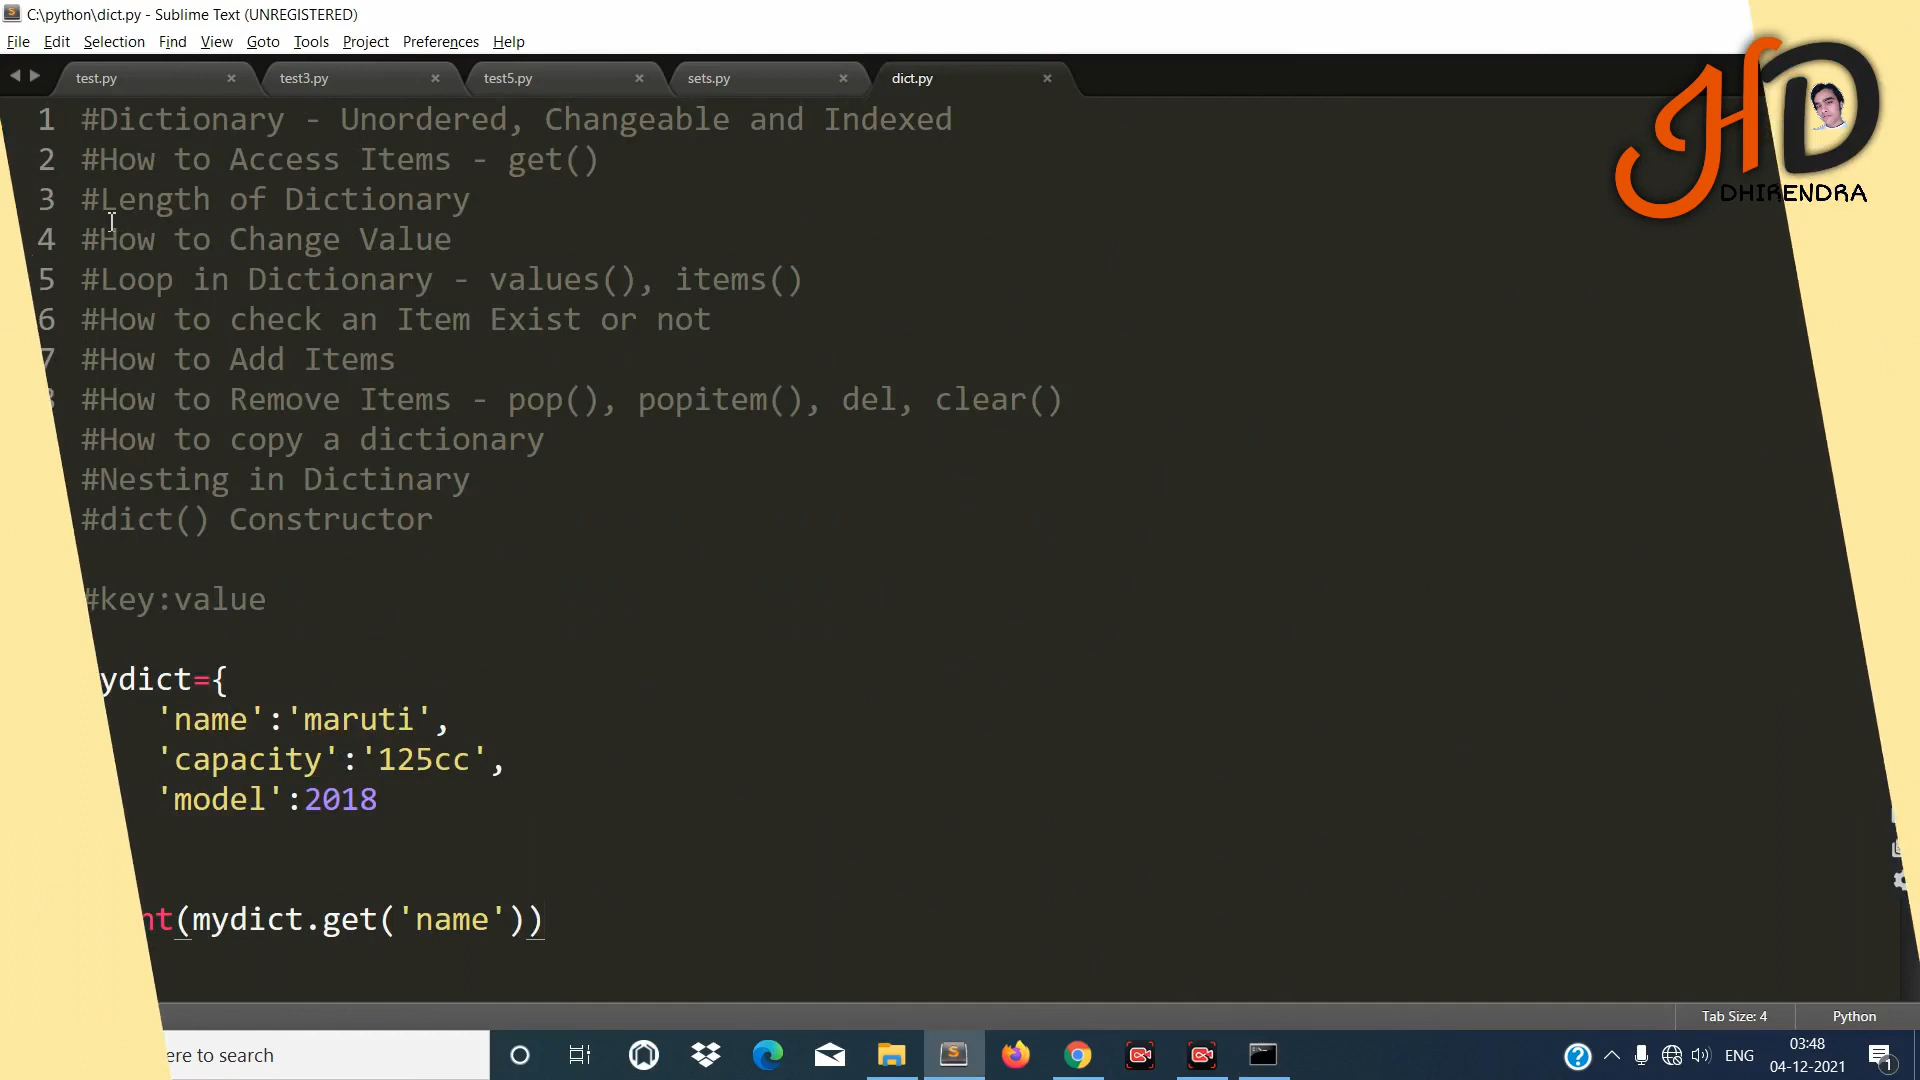 C:\python\dict.py - Sublime Text (UNREGISTERED)
File Edit Selection Find View Goto Tools Project Preferences Help
test.py test3.py test5.py sets.py dict.py
HD
DHIRENDRA
1 #Dictionary - Unordered, Changeable and Indexed
2 #How to Access Items - get()
3 #Length of Dictionary
4 #How to Change Value
5 #Loop in Dictionary - values(), items()
6 #How to check an Item Exist or not
7 #How to Add Items
#How to Remove Items - pop(), popitem(), del, clear()
#How to copy a dictionary
#Nesting in Dictinary
#dict() Constructor
#key:value
ydict={
'name':'maruti',
'capacity':'125cc',
'model':2018
nt(mydict.get('name'))
Tab Size: 4 Python
ere to search
ENG
03:48
04-12-2021
1